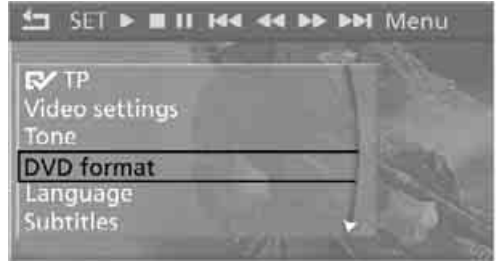 SET Menu
TP
Video settings
Tone
DVD format
Language
Subtitles